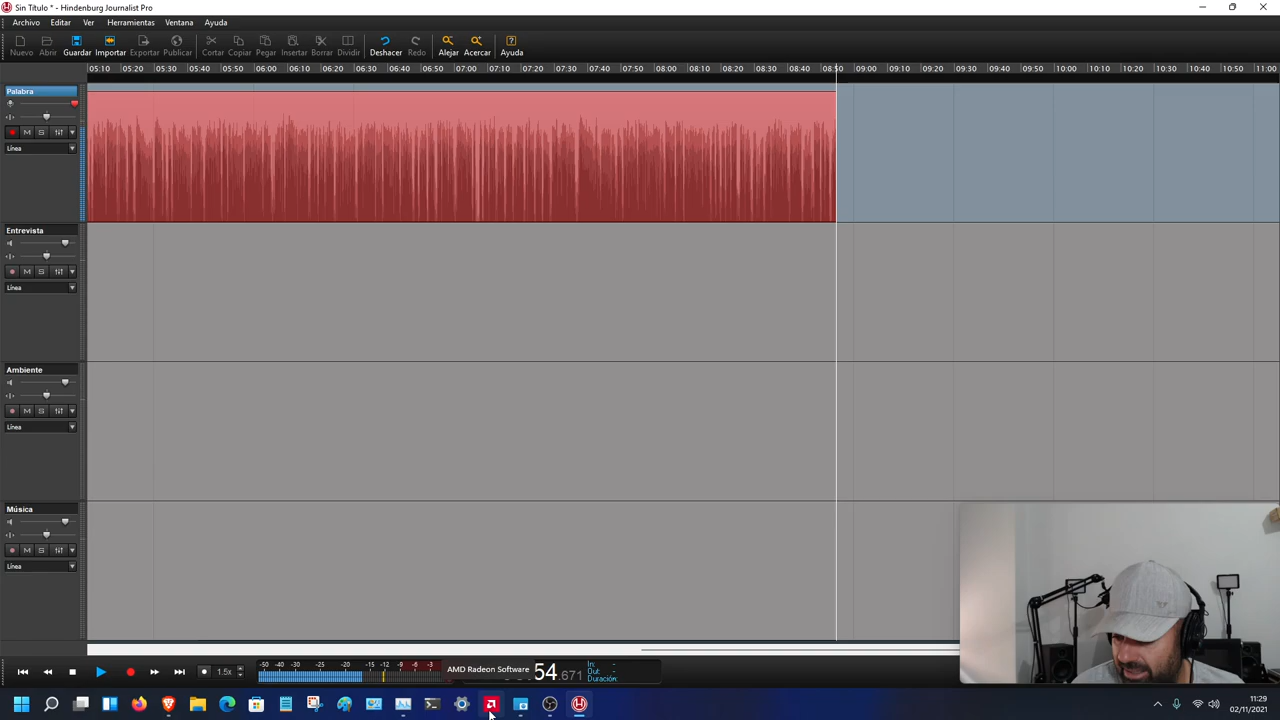 Sin Título * - Hindenburg Journalist Pro
Archivo Editar Ver Herramientas Ventana Ayuda
Nuevo Abrir Guardar Importar Exportar Publicar Cortar Copiar Pegar Insertar Borrar Dividir Deshacer Redo Alejar Acercar Ayuda
05:10 05:20 05:30 05:40 05:50 06:00 06:10 06:20 06:30 06:40 06:50 07:00 07:10 07:20 07:30 07:40 07:50 08:00 08:10 08:20 08:30 08:40 08:50 09:00 09:10 09:20 09:30 09:40 09:50 10:00 10:10 10:20 10:30 10:40 10:50 11:00
Palabra
M S
Línea
Entrevista
M S
Línea
Ambiente
M S
Línea
Música
M S
Línea
1.5x
-50 -40 -30 -20 -15 -12 -9 -6 -3
AMD Radeon Software
54.671
In: -
Out: -
Duración: -
11:29
02/11/2021